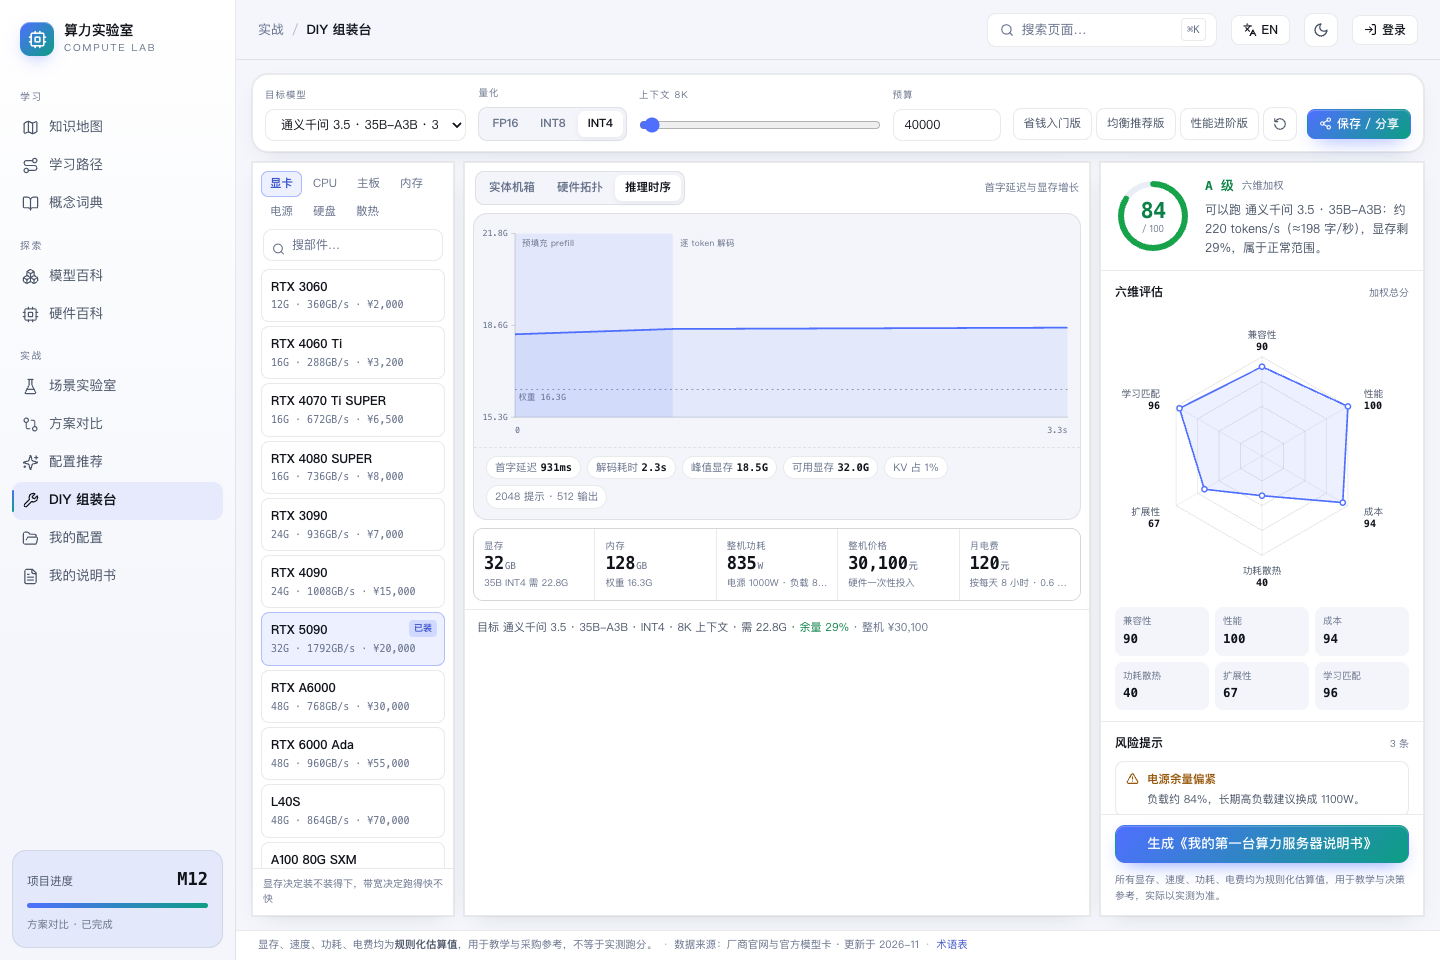 算力实验室
COMPUTE LAB
学习
知识地图
学习路径
概念词典
探索
模型百科
硬件百科
实战
场景实验室
方案对比
配置推荐
DIY 组装台
我的配置
我的说明书
项目进度 M12
方案对比 · 已完成
实战 / DIY 组装台
搜索页面... ⌘K
EN
登录
目标模型
通义千问 3.5 · 35B-A3B · 3
量化
FP16 INT8 INT4
上下文 8K
预算
40000
省钱入门版 均衡推荐版 性能进阶版
保存 / 分享
显卡 CPU 主板 内存
电源 硬盘 散热
搜部件...
RTX 3060
12G · 360GB/s · ¥2,000
RTX 4060 Ti
16G · 288GB/s · ¥3,200
RTX 4070 Ti SUPER
16G · 672GB/s · ¥6,500
RTX 4080 SUPER
16G · 736GB/s · ¥8,000
RTX 3090
24G · 936GB/s · ¥7,000
RTX 4090
24G · 1008GB/s · ¥15,000
RTX 5090 已装
32G · 1792GB/s · ¥20,000
RTX A6000
48G · 768GB/s · ¥30,000
RTX 6000 Ada
48G · 960GB/s · ¥55,000
L40S
48G · 864GB/s · ¥70,000
A100 80G SXM
显存决定装不装得下，带宽决定跑得快不
快
实体机箱 硬件拓扑 推理时序
首字延迟与显存增长
21.8G
预填充 prefill
逐 token 解码
18.6G
权重 16.3G
15.3G
0 3.3s
首字延迟 931ms
解码耗时 2.3s
峰值显存 18.5G
可用显存 32.0G
KV 占 1%
2048 提示 · 512 输出
显存
32GB
35B INT4 需 22.8G
内存
128GB
权重 16.3G
整机功耗
835W
电源 1000W · 负载 8...
整机价格
30,100元
硬件一次性投入
月电费
120元
按每天 8 小时 · 0.6 ...
目标 通义千问 3.5 · 35B-A3B · INT4 · 8K 上下文 · 需 22.8G · 余量 29% · 整机 ¥30,100
84
/ 100
A 级 六维加权
可以跑 通义千问 3.5 · 35B-A3B：约
220 tokens/s（≈198 字/秒），显存剩
29%，属于正常范围。
六维评估 加权总分
兼容性
90
学习匹配
96
性能
100
扩展性
67
成本
94
功耗散热
40
兼容性
90
性能
100
成本
94
功耗散热
40
扩展性
67
学习匹配
96
风险提示 3 条
电源余量偏紧
负载约 84%，长期高负载建议换成 1100W。
生成《我的第一台算力服务器说明书》
所有显存、速度、功耗、电费均为规则化估算值，用于教学与决策
参考，实际以实测为准。
显存、速度、功耗、电费均为规则化估算值，用于教学与采购参考，不等于实测跑分。 · 数据来源：厂商官网与官方模型卡 · 更新于 2026-11 · 术语表